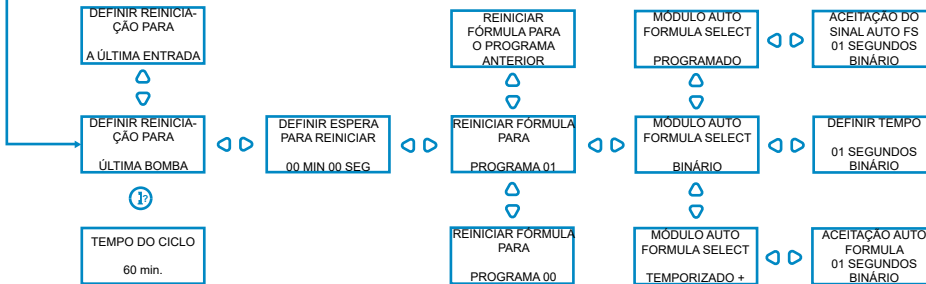 DEFINIR REINICIA-
ÇÃO PARA
A ÚLTIMA ENTRADA
REINICIAR
FÓRMULA PARA
O PROGRAMA
ANTERIOR
MÓDULO AUTO
FORMULA SELECT
PROGRAMADO
ACEITAÇÃO DO
SINAL AUTO FS
01 SEGUNDOS
BINÁRIO
DEFINIR REINICIA-
ÇÃO PARA
ÚLTIMA BOMBA
DEFINIR ESPERA
PARA REINICIAR
00 MIN 00 SEG
REINICIAR FÓRMULA
PARA
PROGRAMA 01
MÓDULO AUTO
FORMULA SELECT
BINÁRIO
DEFINIR TEMPO
01 SEGUNDOS
BINÁRIO
TEMPO DO CICLO
60 min.
REINICIAR FÓRMULA
PARA
PROGRAMA 00
MÓDULO AUTO
FORMULA SELECT
TEMPORIZADO +
ACEITAÇÃO AUTO
FORMULA
01 SEGUNDOS
BINÁRIO